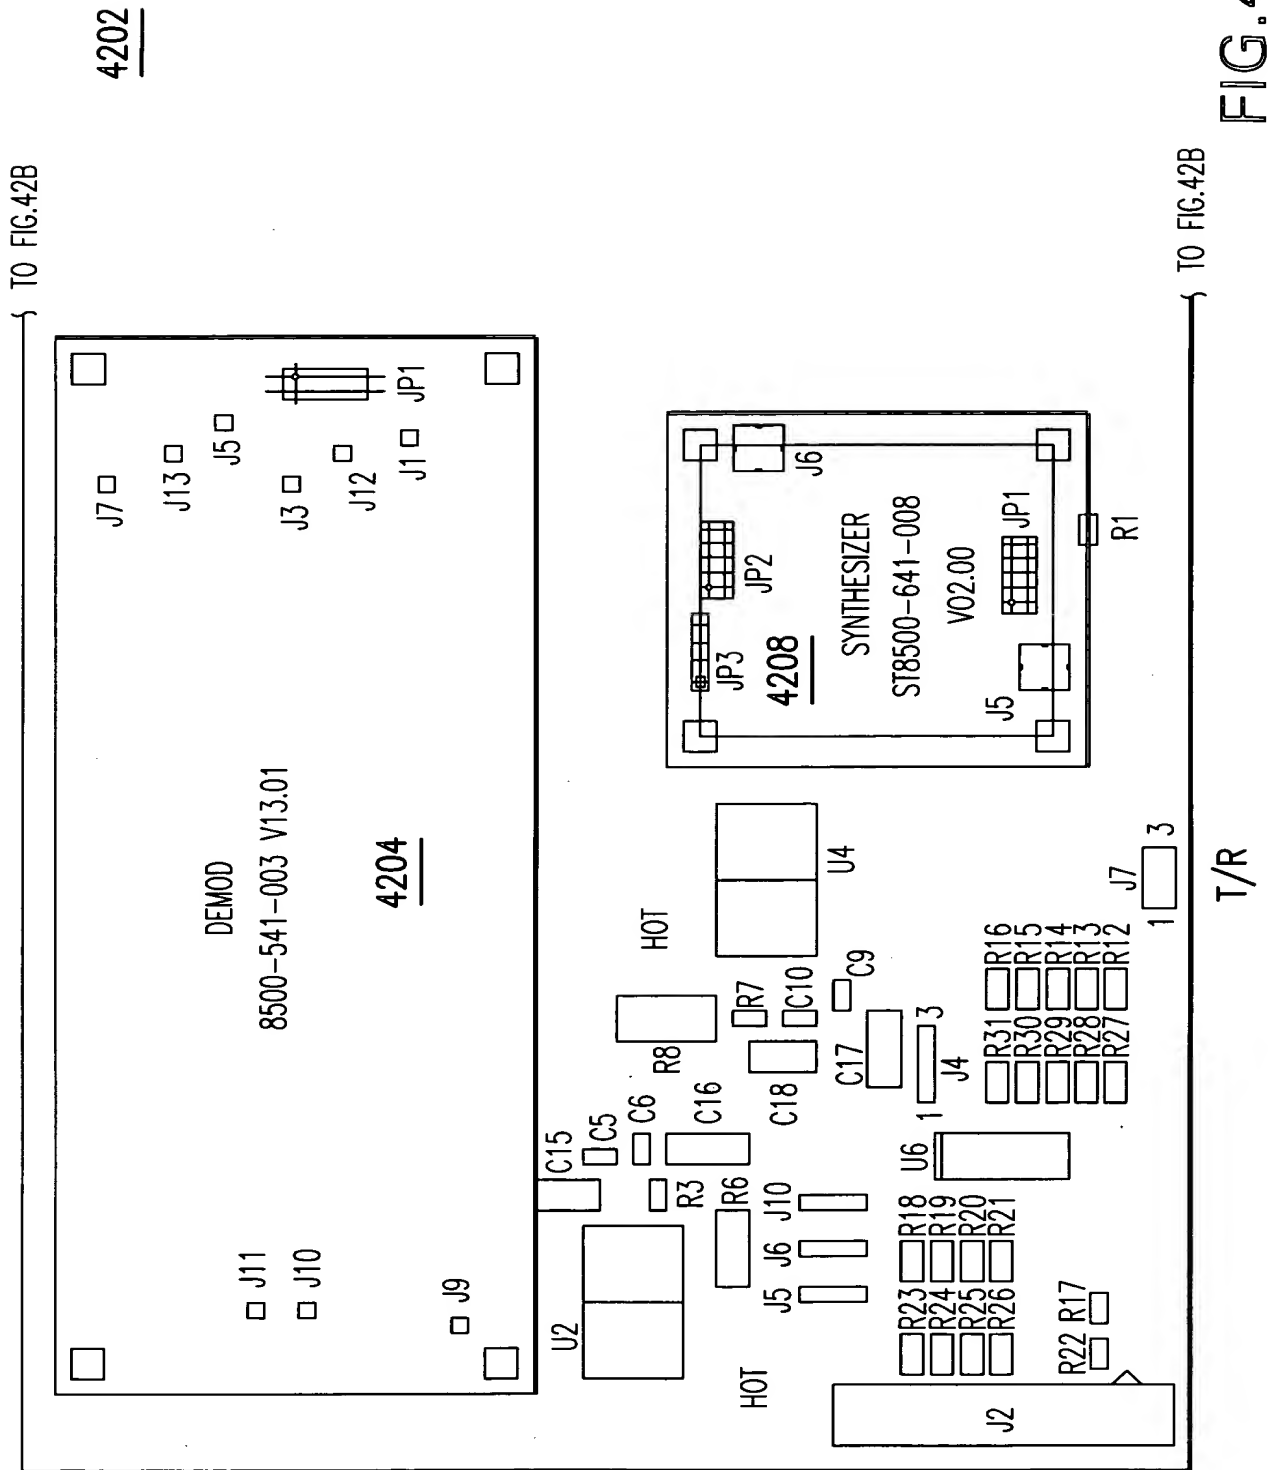 4202
TO FIG.42B
J7
J13
J5
J3
J12
J1
JP1
DEMOD
8500-541-003 V13.01
4204
J11
J10
J9
J6
JP2
JP3
4208
SYNTHESIZER
ST8500-641-008
V02.00
JP1
J5
R1
HOT
U4
R8
R7
C10
C9
C18
C17
C15
C5
C6
C16
R3
R6
U2
J10
J6
J5
HOT
1 J4 3
U6
R31 R16
R30 R15
R29 R14
R28 R13
R27 R12
R23 R18
R24 R19
R25 R20
R26 R21
R22 R17
J2
1 J7 3
T/R
TO FIG.42B